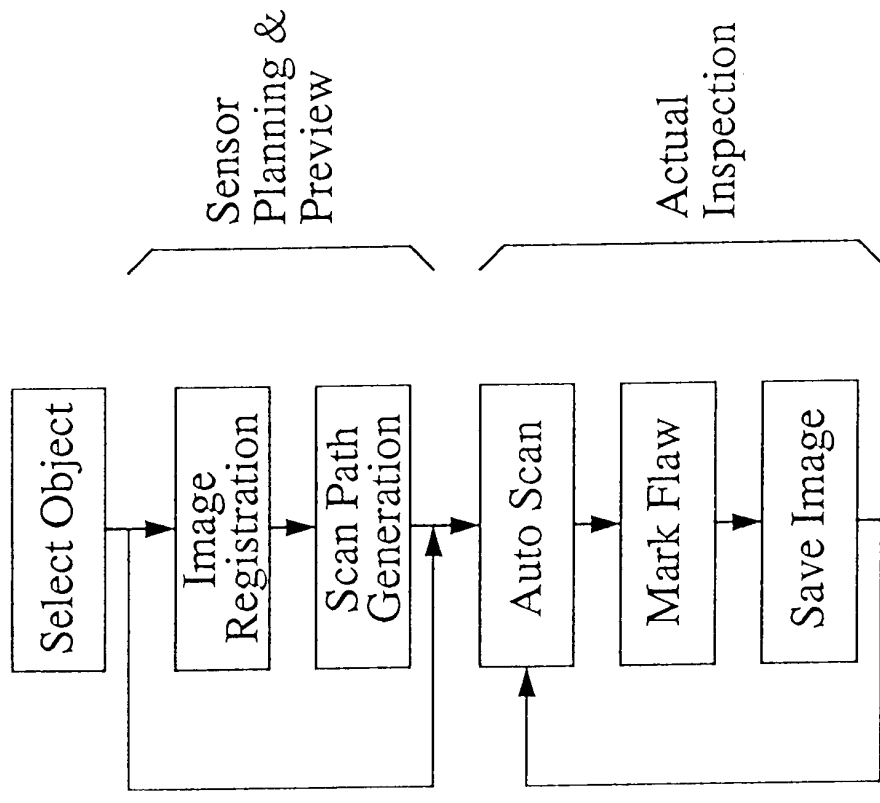 Select Object
Image
Registration
Scan Path
Generation
Auto Scan
Mark Flaw
Save Image
Sensor
Planning &
Preview
Actual
Inspection